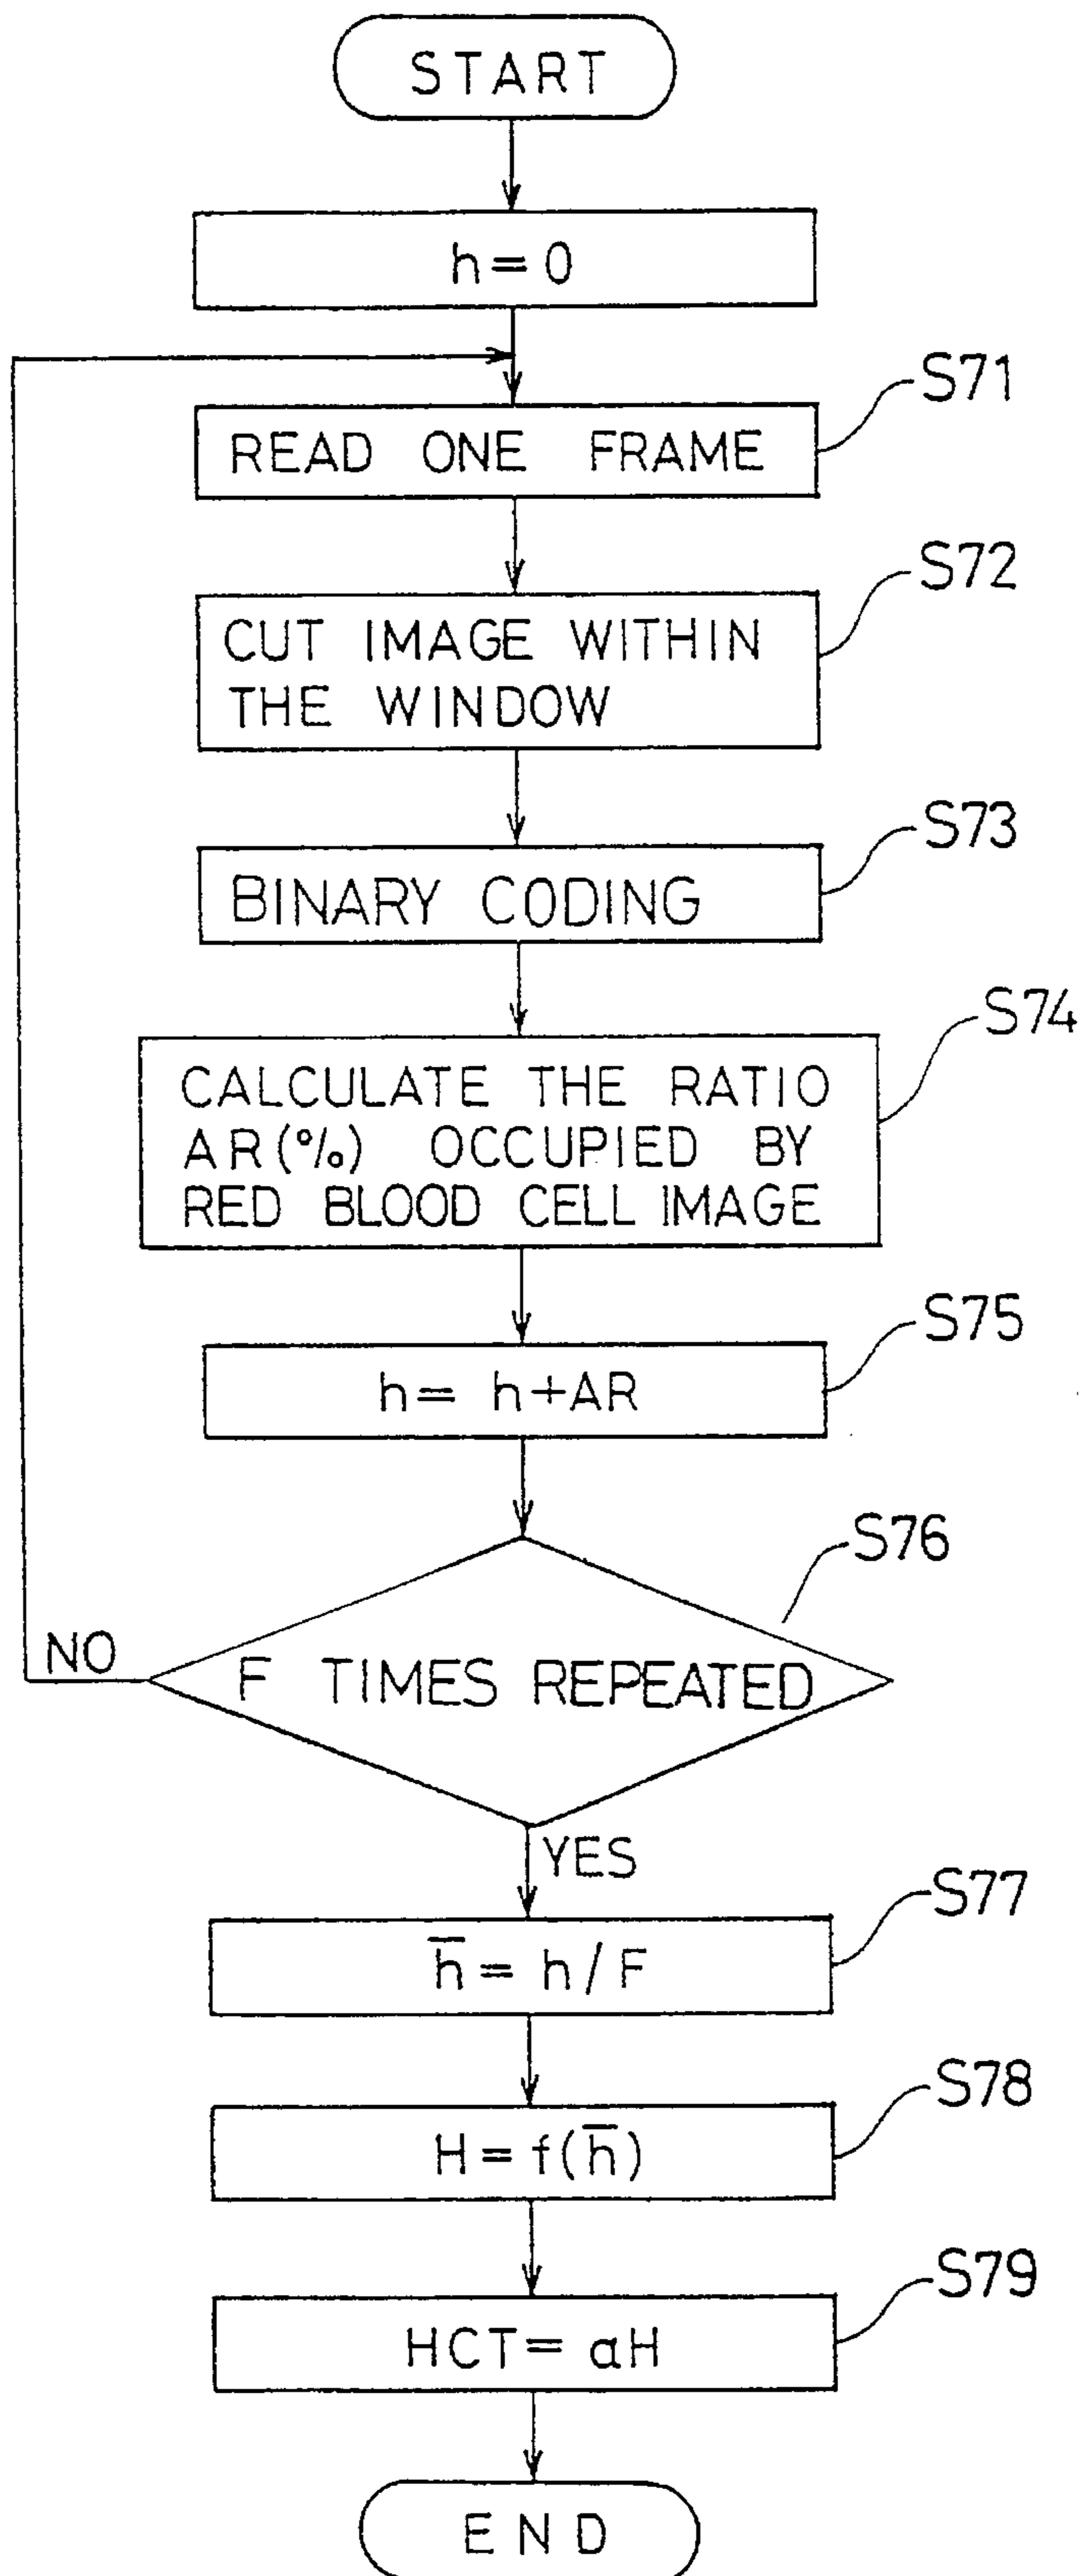 START
h=0
S71
READ ONE FRAME
S72
CUT IMAGE WITHIN
THE WINDOW
S73
BINARY CODING
S74
CALCULATE THE RATIO
AR(%) OCCUPIED BY
RED BLOOD CELL IMAGE
S75
h= h+AR
S76
F TIMES REPEATED
NO
YES
S77
h̅= h/F
S78
H=f(h̅)
S79
HCT= aH
END